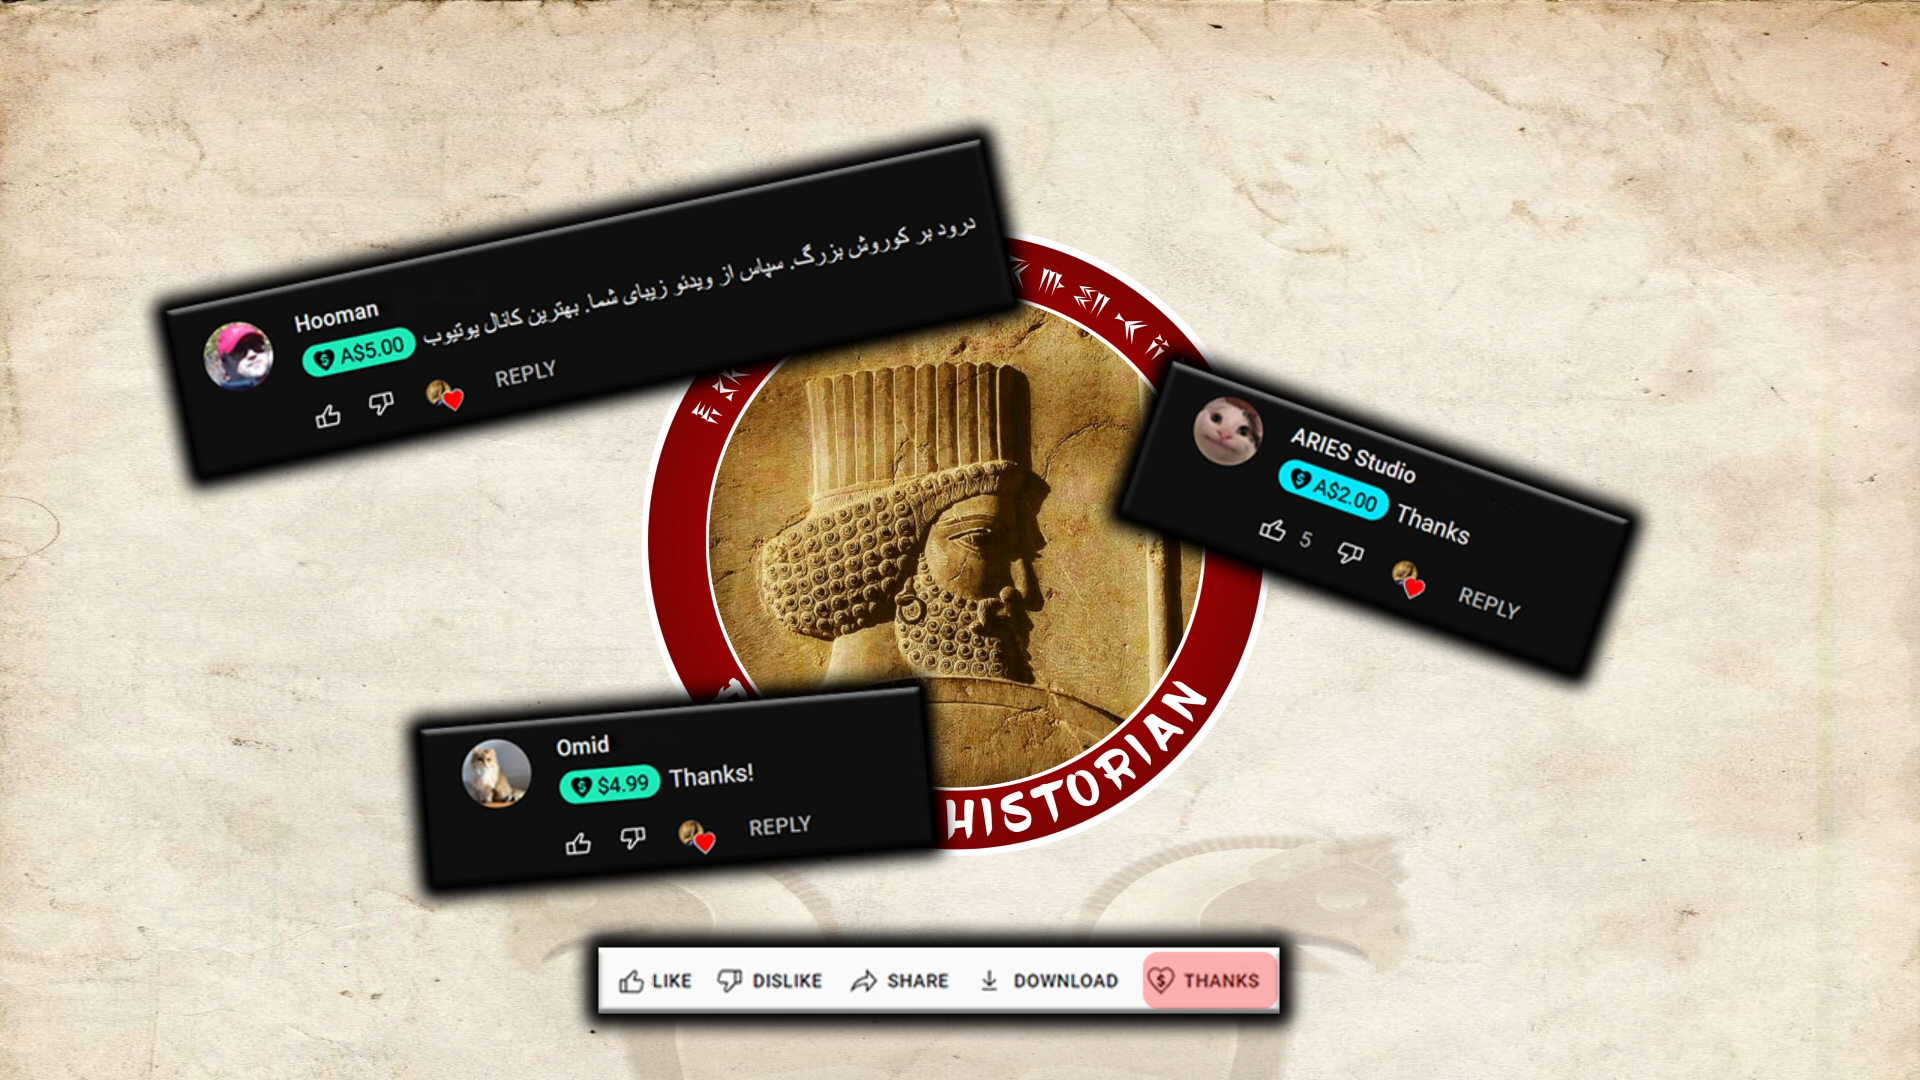 Hooman
A$5.00 درود بر کوروش بزرگ. سپاس از ویدئو زیبای شما. بهترین کانال یوتیوب
REPLY
ARIES Studio
A$2.00 Thanks
5 REPLY
Omid
$4.99 Thanks!
REPLY
HISTORIAN
LIKE DISLIKE SHARE DOWNLOAD THANKS